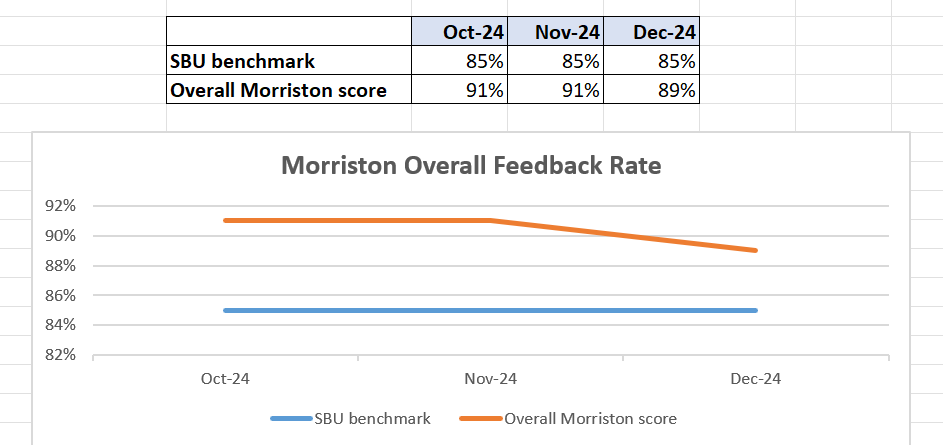 Oct-24 Nov-24 Dec-24
SBU benchmark 85% 85% 85%
Overall Morriston score 91% 91% 89%
Morriston Overall Feedback Rate
92%
90%
88%
86%
84%
82%
Oct-24 Nov-24 Dec-24
SBU benchmark Overall Morriston score